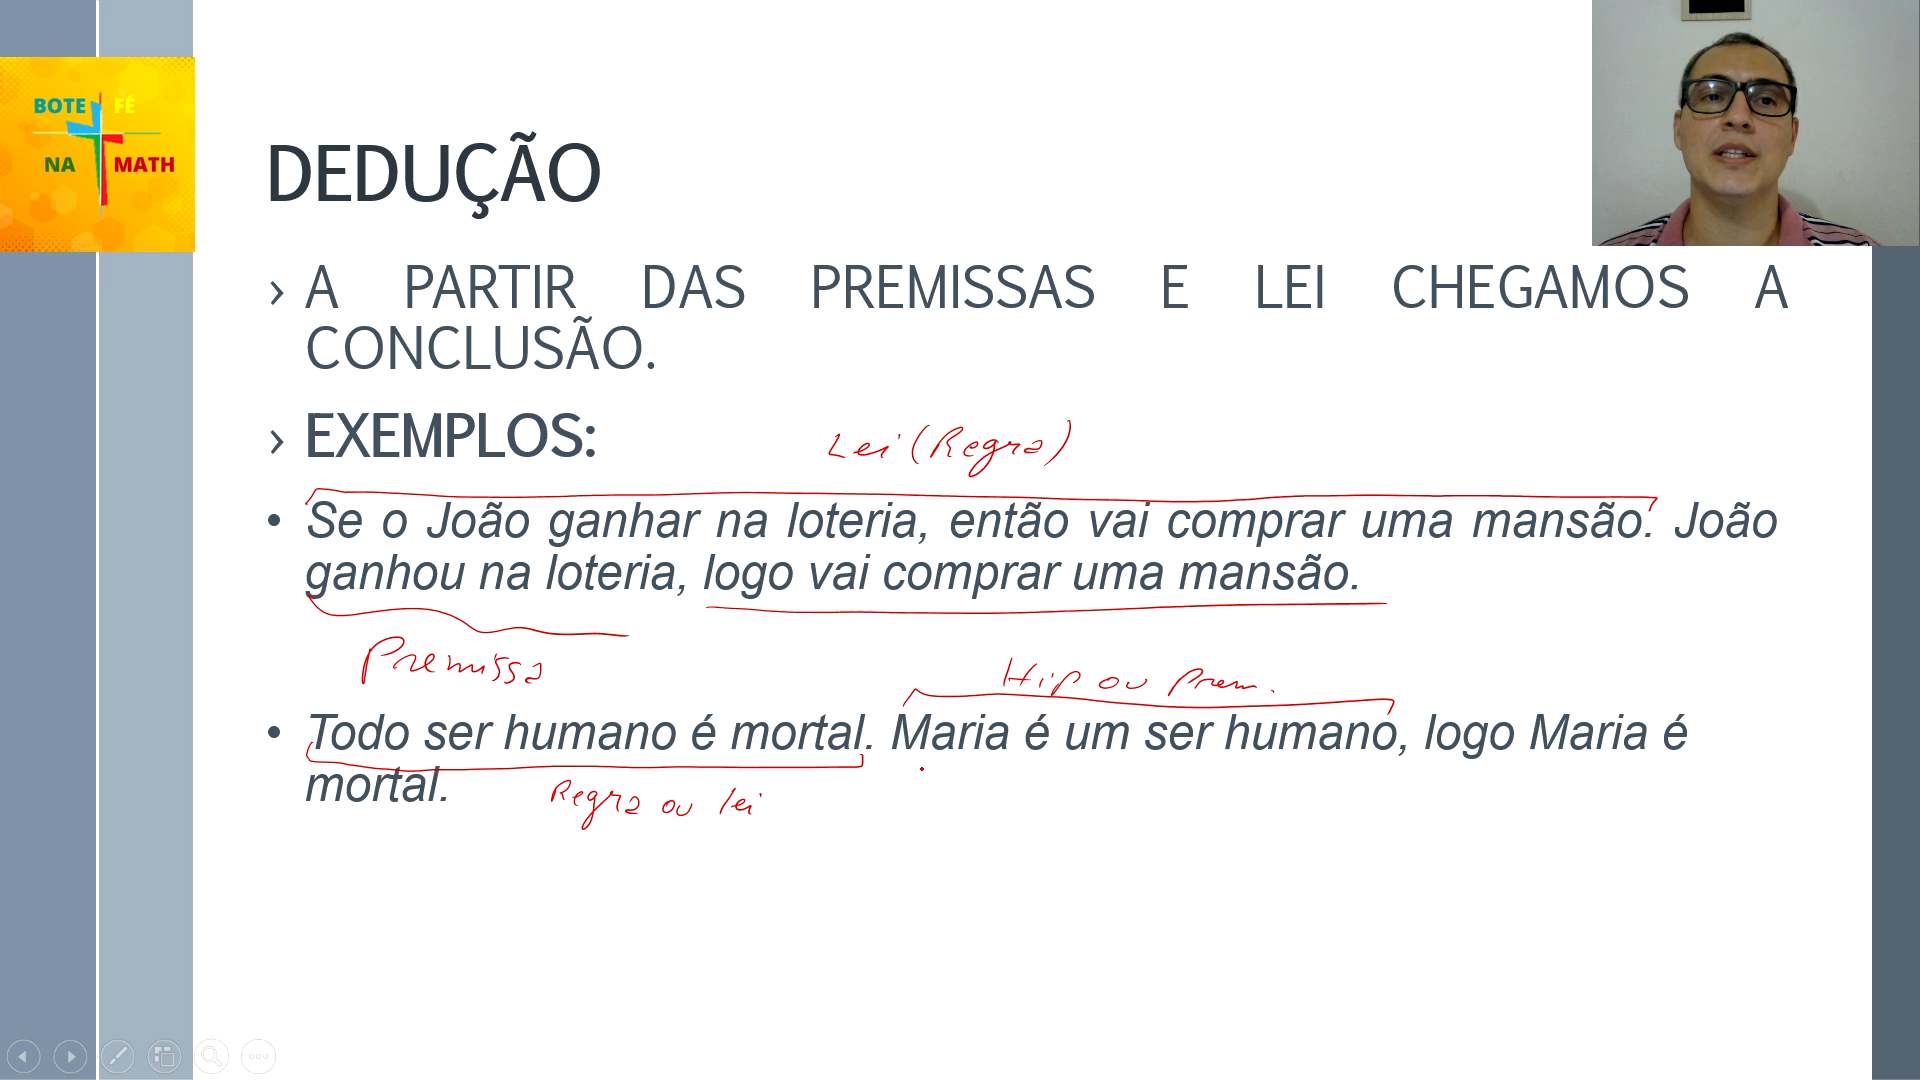 BOTE FÉ
NA MATH
DEDUÇÃO
› A PARTIR DAS PREMISSAS E LEI CHEGAMOS A
CONCLUSÃO.
› EXEMPLOS:
Lei (Regra)
• Se o João ganhar na loteria, então vai comprar uma mansão. João
ganhou na loteria, logo vai comprar uma mansão.
Premissa
Hip ou Prem.
• Todo ser humano é mortal. Maria é um ser humano, logo Maria é
mortal.
Regra ou lei